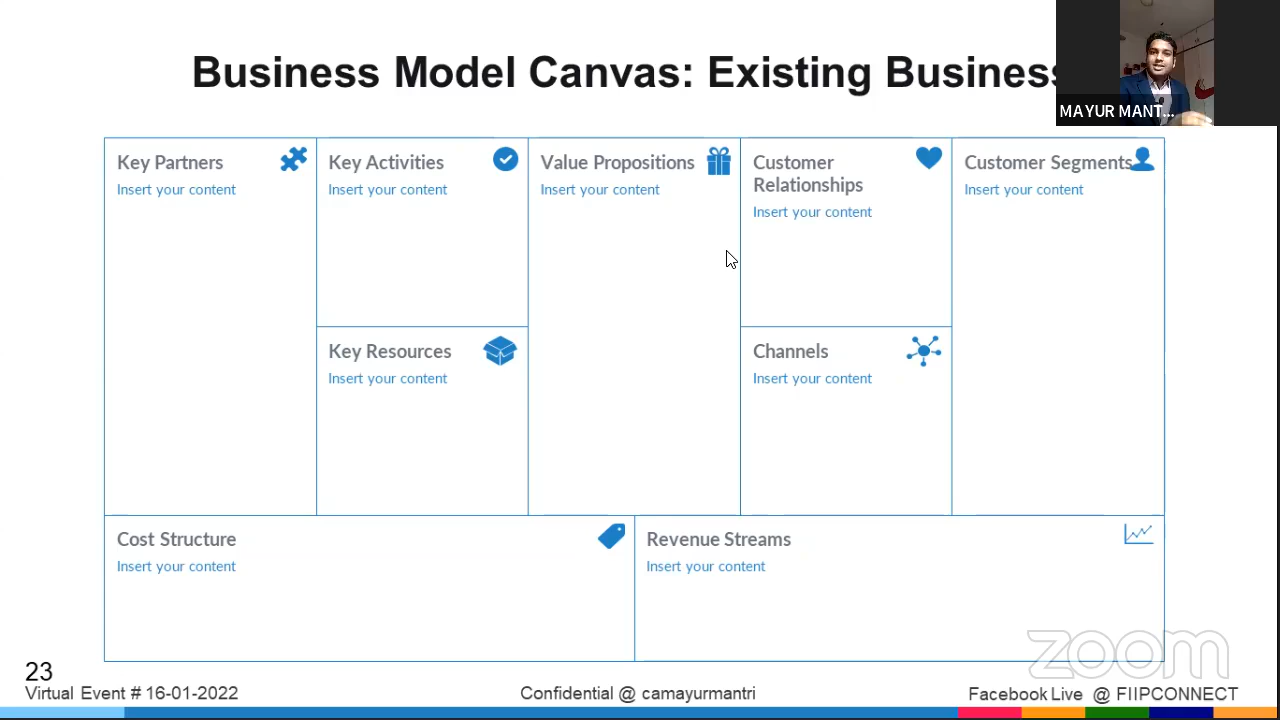 Business Model Canvas: Existing Business
MAYUR MANT...
Key Partners
Insert your content
Key Activities
Insert your content
Value Propositions
Insert your content
Customer
Relationships
Insert your content
Customer Segments
Insert your content
Key Resources
Insert your content
Channels
Insert your content
Cost Structure
Insert your content
Revenue Streams
Insert your content
zoom
23
Virtual Event # 16-01-2022
Confidential @ camayurmantri
Facebook Live @ FIIPCONNECT